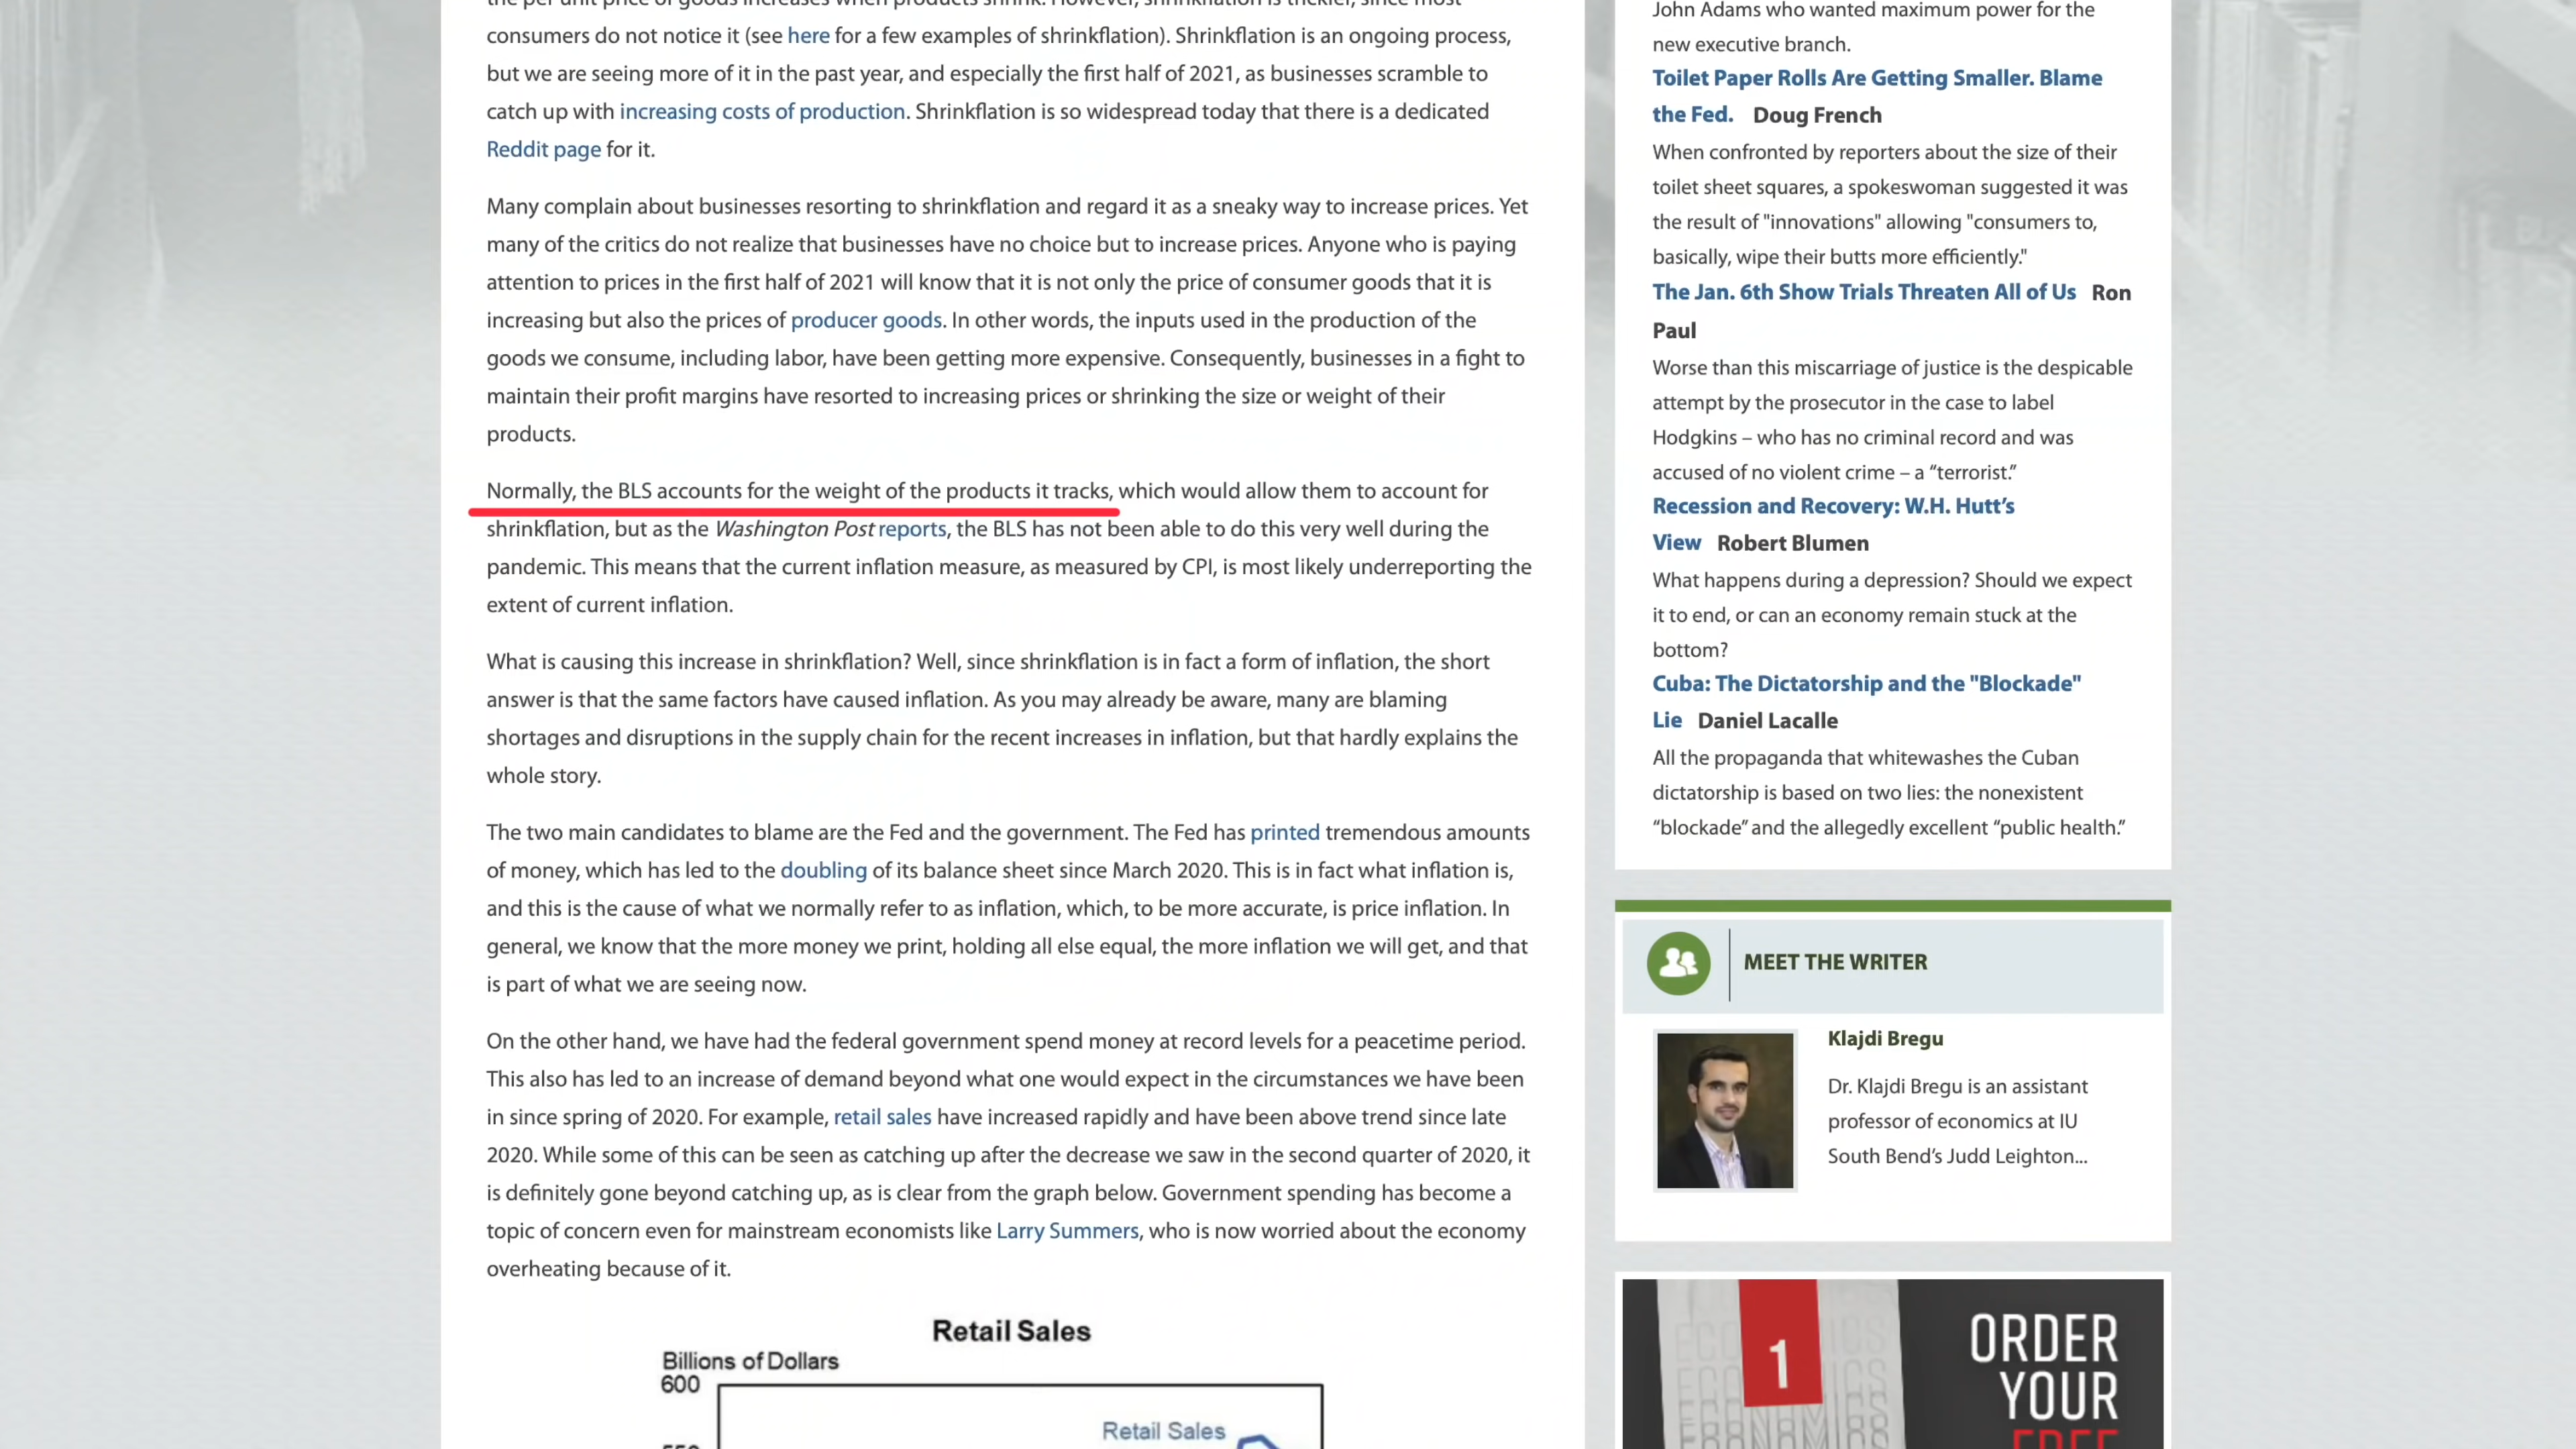 consumers do not notice it (see here for a few examples of shrinkflation). Shrinkflation is an ongoing process,
but we are seeing more of it in the past year, and especially the first half of 2021, as businesses scramble to
catch up with increasing costs of production. Shrinkflation is so widespread today that there is a dedicated
Reddit page for it.
Many complain about businesses resorting to shrinkflation and regard it as a sneaky way to increase prices. Yet
many of the critics do not realize that businesses have no choice but to increase prices. Anyone who is paying
attention to prices in the first half of 2021 will know that it is not only the price of consumer goods that it is
increasing but also the prices of producer goods. In other words, the inputs used in the production of the
goods we consume, including labor, have been getting more expensive. Consequently, businesses in a fight to
maintain their profit margins have resorted to increasing prices or shrinking the size or weight of their
products.
Normally, the BLS accounts for the weight of the products it tracks, which would allow them to account for
shrinkflation, but as the Washington Post reports, the BLS has not been able to do this very well during the
pandemic. This means that the current inflation measure, as measured by CPI, is most likely underreporting the
extent of current inflation.
What is causing this increase in shrinkflation? Well, since shrinkflation is in fact a form of inflation, the short
answer is that the same factors have caused inflation. As you may already be aware, many are blaming
shortages and disruptions in the supply chain for the recent increases in inflation, but that hardly explains the
whole story.
The two main candidates to blame are the Fed and the government. The Fed has printed tremendous amounts
of money, which has led to the doubling of its balance sheet since March 2020. This is in fact what inflation is,
and this is the cause of what we normally refer to as inflation, which, to be more accurate, is price inflation. In
general, we know that the more money we print, holding all else equal, the more inflation we will get, and that
is part of what we are seeing now.
On the other hand, we have had the federal government spend money at record levels for a peacetime period.
This also has led to an increase of demand beyond what one would expect in the circumstances we have been
in since spring of 2020. For example, retail sales have increased rapidly and have been above trend since late
2020. While some of this can be seen as catching up after the decrease we saw in the second quarter of 2020, it
is definitely gone beyond catching up, as is clear from the graph below. Government spending has become a
topic of concern even for mainstream economists like Larry Summers, who is now worried about the economy
overheating because of it.
Retail Sales
Billions of Dollars
600
Retail Sales
John Adams who wanted maximum power for the
new executive branch.
Toilet Paper Rolls Are Getting Smaller. Blame
the Fed. Doug French
When confronted by reporters about the size of their
toilet sheet squares, a spokeswoman suggested it was
the result of "innovations" allowing "consumers to,
basically, wipe their butts more efficiently."
The Jan. 6th Show Trials Threaten All of Us Ron
Paul
Worse than this miscarriage of justice is the despicable
attempt by the prosecutor in the case to label
Hodgkins – who has no criminal record and was
accused of no violent crime – a “terrorist.”
Recession and Recovery: W.H. Hutt’s
View Robert Blumen
What happens during a depression? Should we expect
it to end, or can an economy remain stuck at the
bottom?
Cuba: The Dictatorship and the "Blockade"
Lie Daniel Lacalle
All the propaganda that whitewashes the Cuban
dictatorship is based on two lies: the nonexistent
“blockade” and the allegedly excellent “public health.”
MEET THE WRITER
Klajdi Bregu
Dr. Klajdi Bregu is an assistant
professor of economics at IU
South Bend’s Judd Leighton...
1
ORDER
YOUR